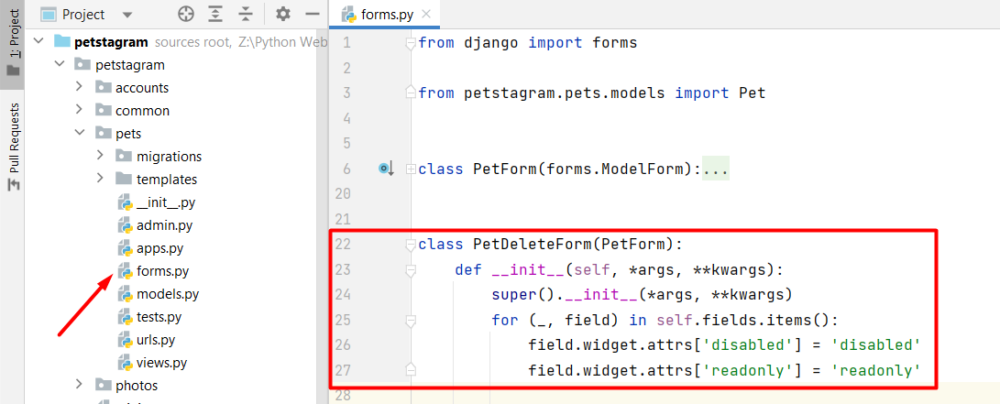 Project
forms.py
1: Project
Pull Requests
petstagram sources root, Z:\Python Web
petstagram
accounts
common
pets
migrations
templates
__init__.py
admin.py
apps.py
forms.py
models.py
tests.py
urls.py
views.py
photos
1 from django import forms
2
3 from petstagram.pets.models import Pet
4
5
6 class PetForm(forms.ModelForm):...
20
21
22 class PetDeleteForm(PetForm):
23 def __init__(self, *args, **kwargs):
24 super().__init__(*args, **kwargs)
25 for (_, field) in self.fields.items():
26 field.widget.attrs['disabled'] = 'disabled'
27 field.widget.attrs['readonly'] = 'readonly'
28